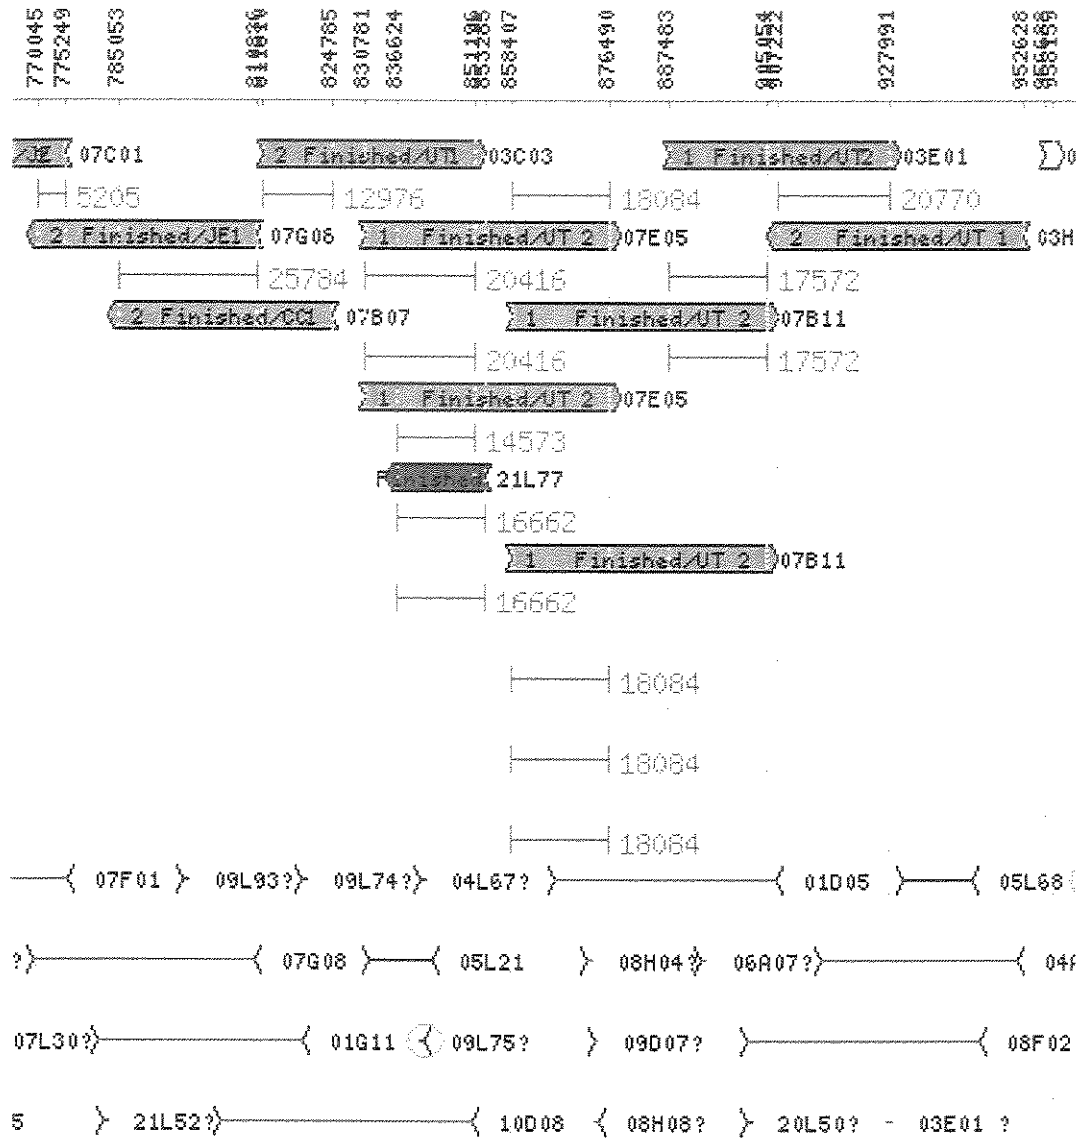 770045 775249 785053 824785 830781 836624 858407 876490 887483 927991 952628
07C01 2 Finished/UT1 03C03 1 Finished/UT2 03E01
5205 12976 18084 20770
2 Finished/JE1 07G08 1 Finished/UT 2 07E05 2 Finished/UT 1 03H
25784 20416 17572
2 Finished/CC1 07B07 1 Finished/UT 2 07B11
20416 17572
1 Finished/UT 2 07E05
14573
Finished 21L77
16662
1 Finished/UT 2 07B11
16662
18084
18084
18084
07F01 09L93? 09L74? 04L67? 01D05 05L68
? 07G08 05L21 08H04? 06A07? 04A
07L30? 01G11 09L75? 09D07? 08F02
5 21L52? 10D08 08H08? 20L50? - 03E01 ?